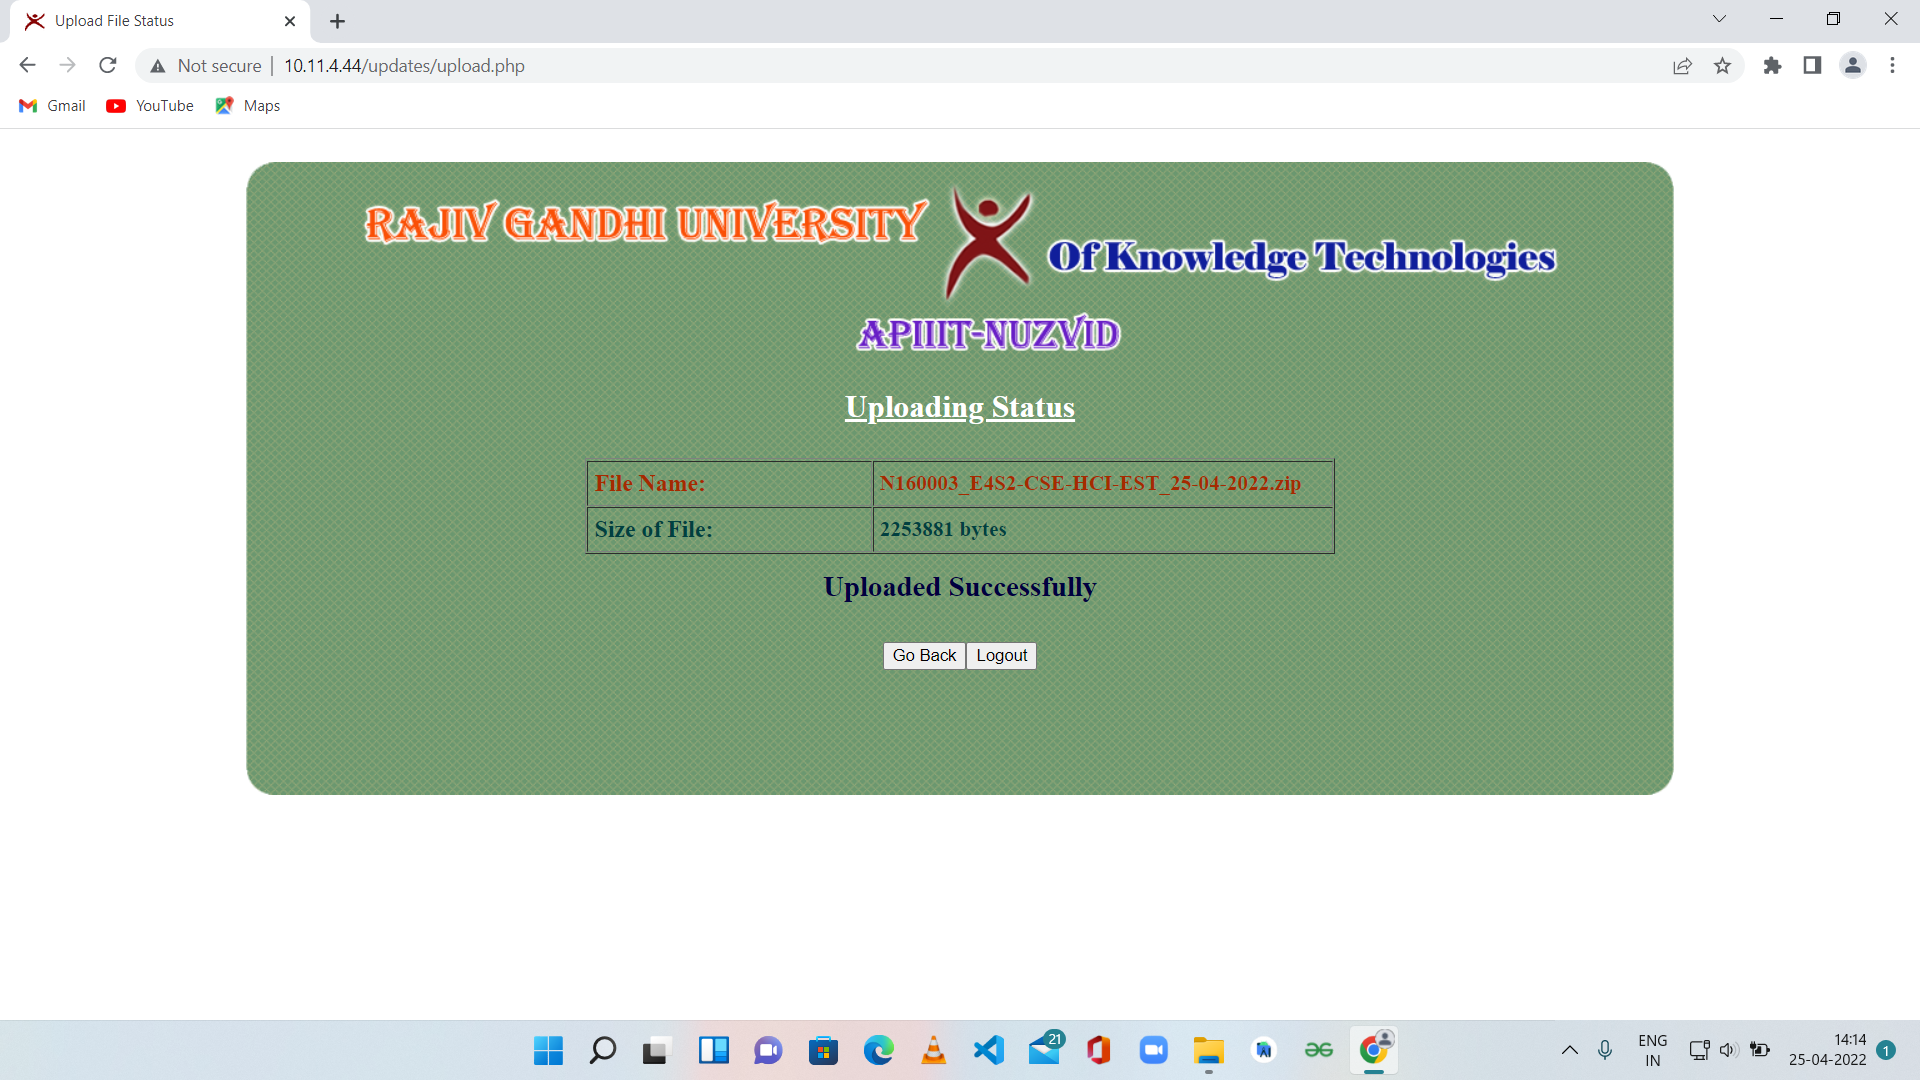 Upload File Status
Not secure | 10.11.4.44/updates/upload.php
Gmail YouTube Maps
RAJIV GANDHI UNIVERSITY
Of Knowledge Technologies
APIIIT-NUZVID
Uploading Status
File Name: N160003_E4S2-CSE-HCI-EST_25-04-2022.zip
Size of File: 2253881 bytes
Uploaded Successfully
Go Back Logout
21
ENG
IN
14:14
25-04-2022
1